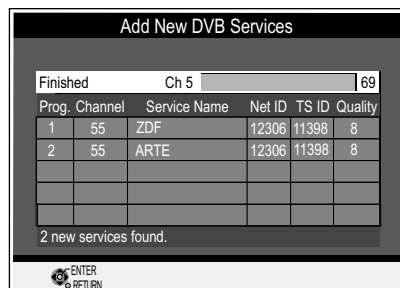 Add New DVB Services
Finished Ch 5 69
Prog. Channel Service Name Net ID TS ID Quality
1 55 ZDF 12306 11398 8
2 55 ARTE 12306 11398 8
2 new services found.
ENTER
RETURN